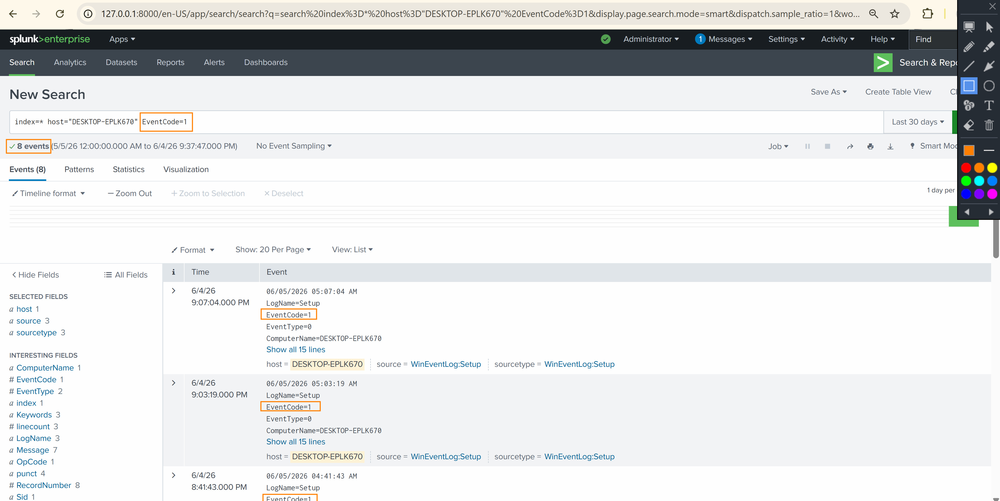 127.0.0.1:8000/en-US/app/search/search?q=search%20index%3D*%20host%3D"DESKTOP-EPLK670"%20EventCode%3D1&display.page.search.mode=smart&dispatch.sample_ratio=1&wo...
splunk>enterprise Apps Administrator 1 Messages Settings Activity Help Find
Search Analytics Datasets Reports Alerts Dashboards > Search & Repo
New Search Save As Create Table View Cl
index=* host="DESKTOP-EPLK670" EventCode=1 Last 30 days
8 events (5/5/26 12:00:00.000 AM to 6/4/26 9:37:47.000 PM) No Event Sampling Job Smart Mod
Events (8) Patterns Statistics Visualization
Timeline format — Zoom Out + Zoom to Selection × Deselect 1 day per
Format Show: 20 Per Page View: List
< Hide Fields All Fields
SELECTED FIELDS
a host 1
a source 3
a sourcetype 3
INTERESTING FIELDS
a ComputerName 1
# EventCode 1
# EventType 2
a index 1
a Keywords 3
# linecount 3
a LogName 3
a Message 7
a OpCode 1
a punct 4
# RecordNumber 8
a Sid 1
i Time Event
6/4/26
9:07:04.000 PM
06/05/2026 05:07:04 AM
LogName=Setup
EventCode=1
EventType=0
ComputerName=DESKTOP-EPLK670
Show all 15 lines
host = DESKTOP-EPLK670 source = WinEventLog:Setup sourcetype = WinEventLog:Setup
6/4/26
9:03:19.000 PM
06/05/2026 05:03:19 AM
LogName=Setup
EventCode=1
EventType=0
ComputerName=DESKTOP-EPLK670
Show all 15 lines
host = DESKTOP-EPLK670 source = WinEventLog:Setup sourcetype = WinEventLog:Setup
6/4/26
8:41:43.000 PM
06/05/2026 04:41:43 AM
LogName=Setup
EventCode=1